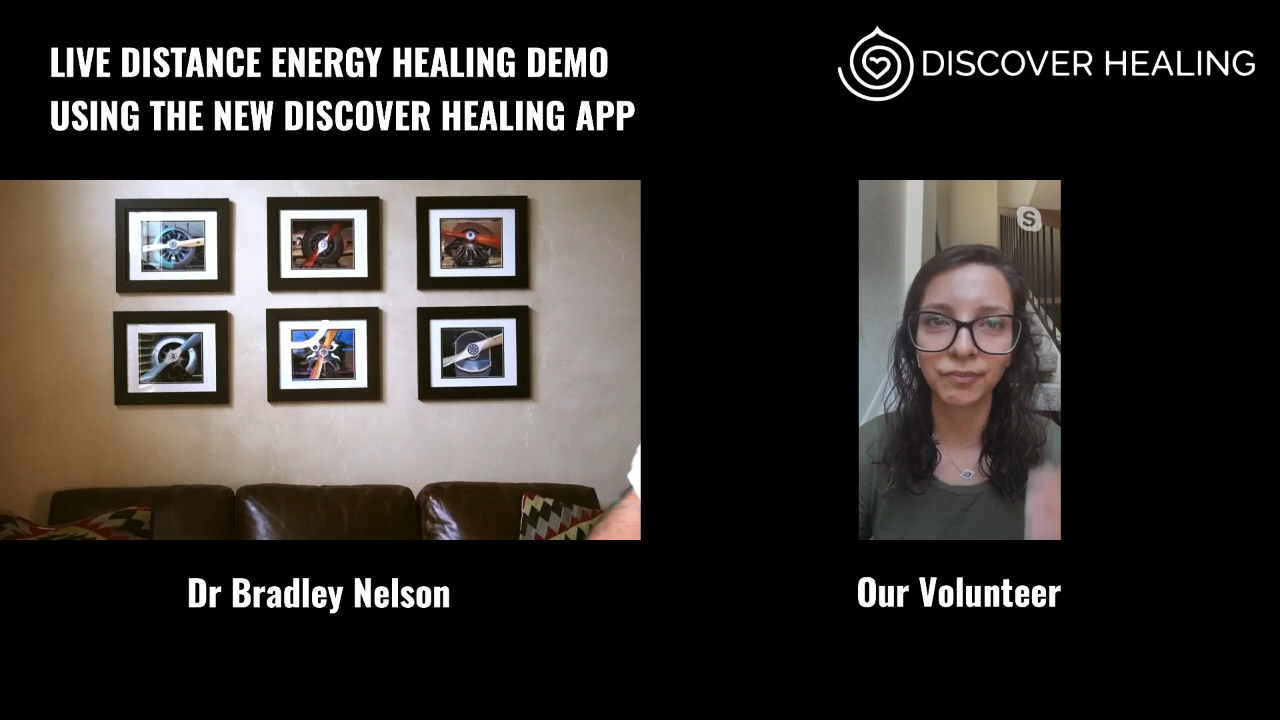 LIVE DISTANCE ENERGY HEALING DEMO
USING THE NEW DISCOVER HEALING APP
DISCOVER HEALING
S
Dr Bradley Nelson
Our Volunteer